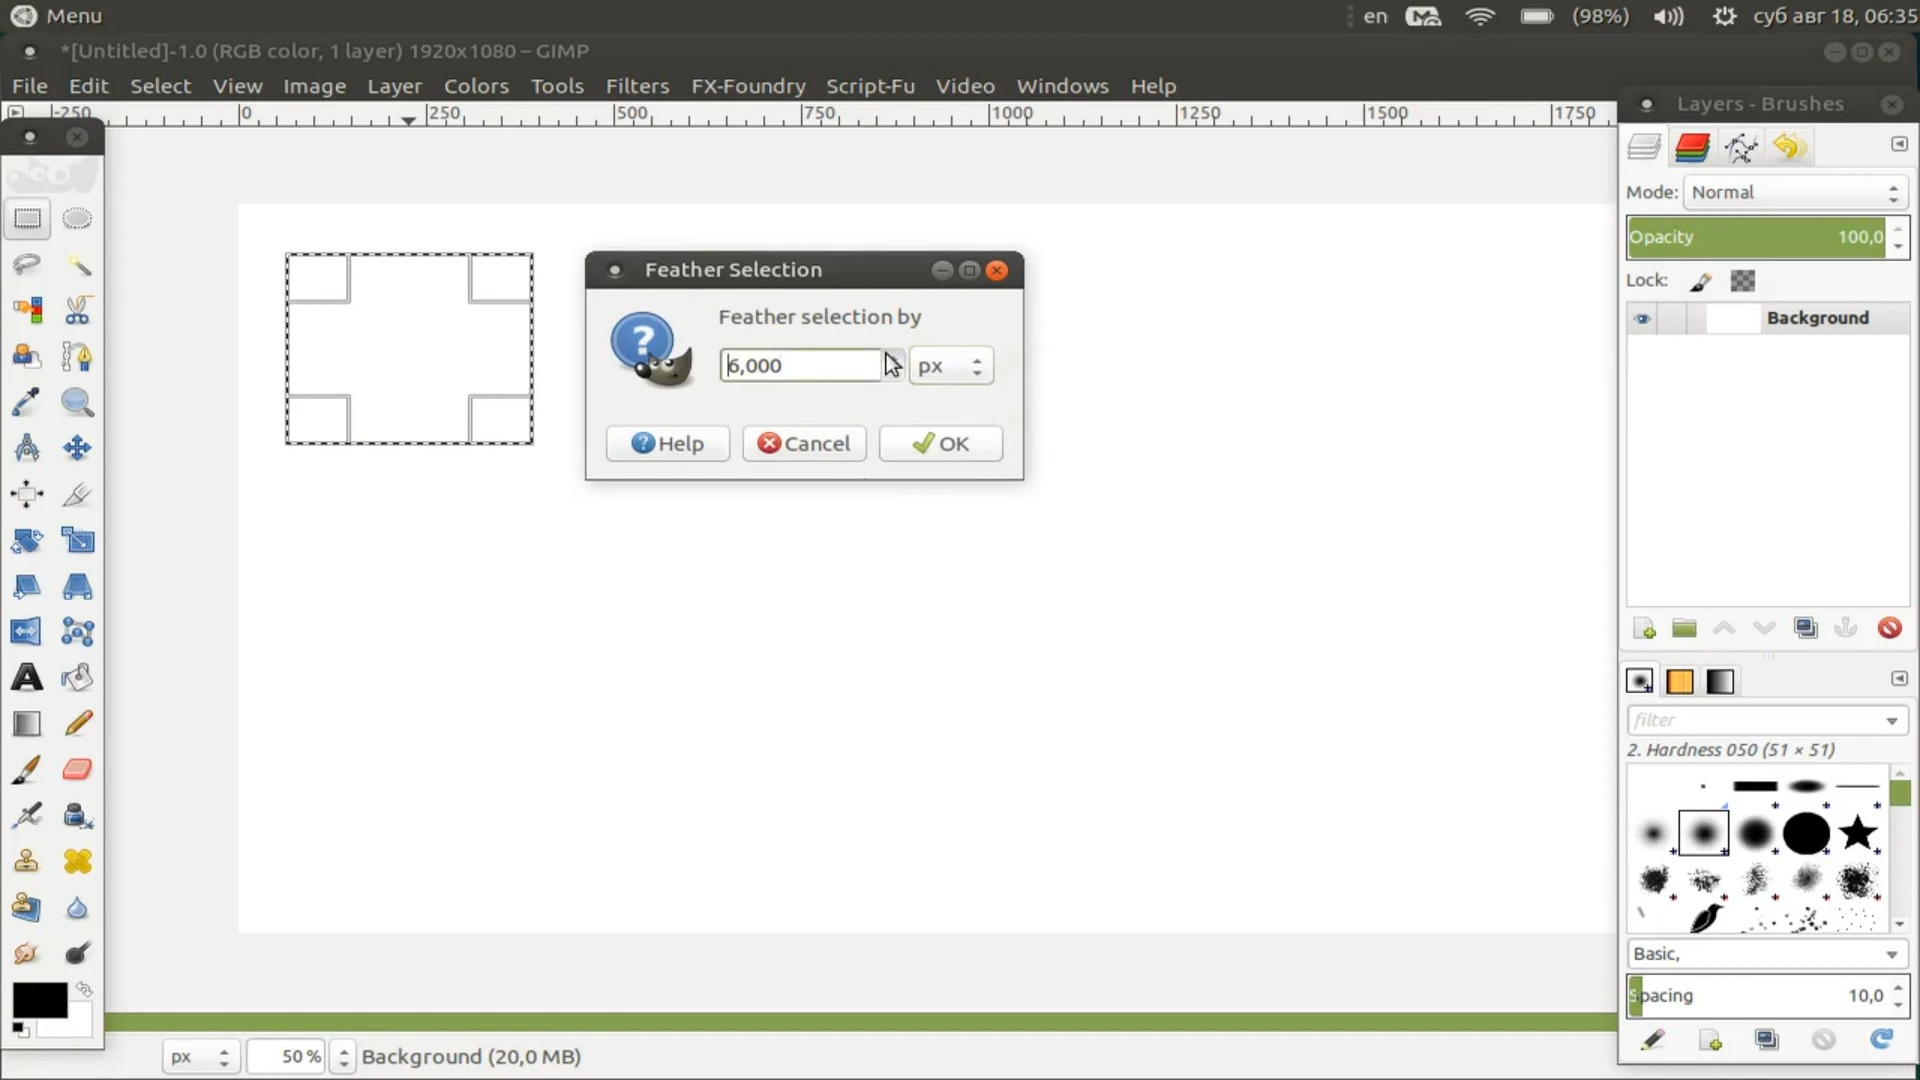 Menu en (98%) суб авг 18, 06:35
*[Untitled]-1.0 (RGB color, 1 layer) 1920x1080 – GIMP
File Edit Select View Image Layer Colors Tools Filters FX-Foundry Script-Fu Video Windows Help
-250 0 250 500 750 1000 1250 1500 1750
Layers - Brushes
Mode: Normal
Opacity 100,0
Lock:
Background
Feather Selection
Feather selection by
6,000 px
Help Cancel OK
filter
2. Hardness 050 (51 × 51)
Basic,
Spacing 10,0
px 50 % Background (20,0 MB)